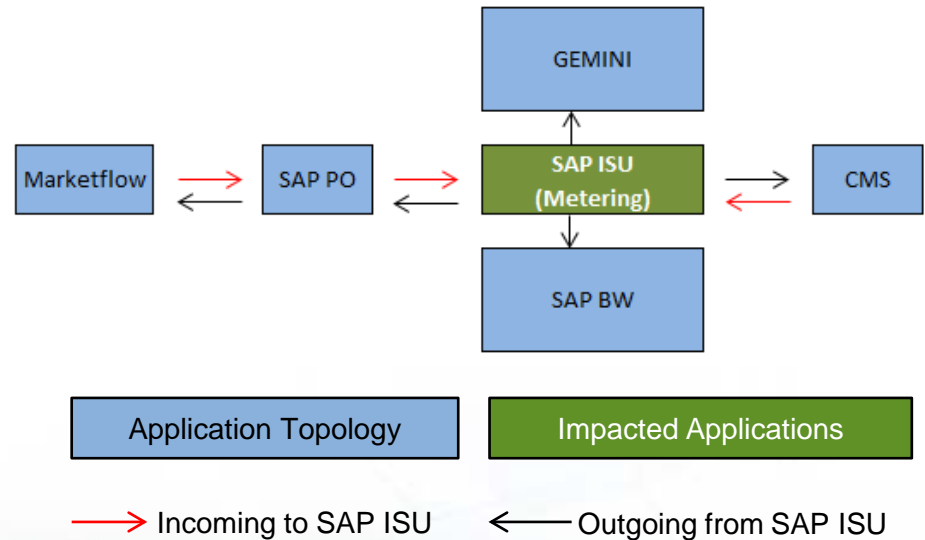 GEMINI
Marketflow
SAP PO
SAP ISU
(Metering)
CMS
SAP BW
Application Topology
Impacted Applications
Incoming to SAP ISU
Outgoing from SAP ISU